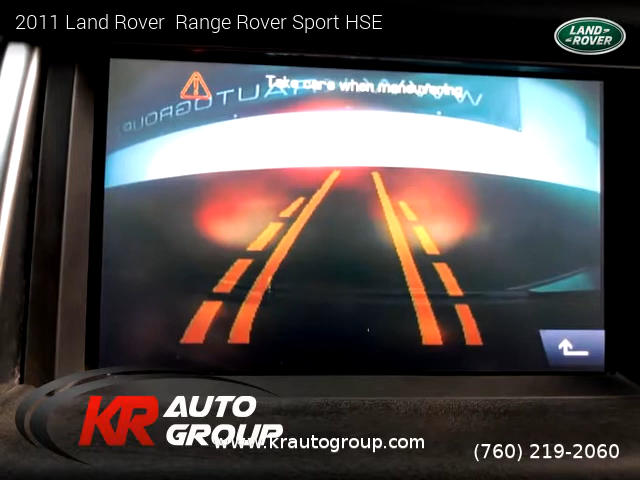 2011 Land Rover Range Rover Sport HSE
LAND
ROVER
Take care when manoeuvring
KR AUTO
GROUP
www.krautogroup.com
(760) 219-2060